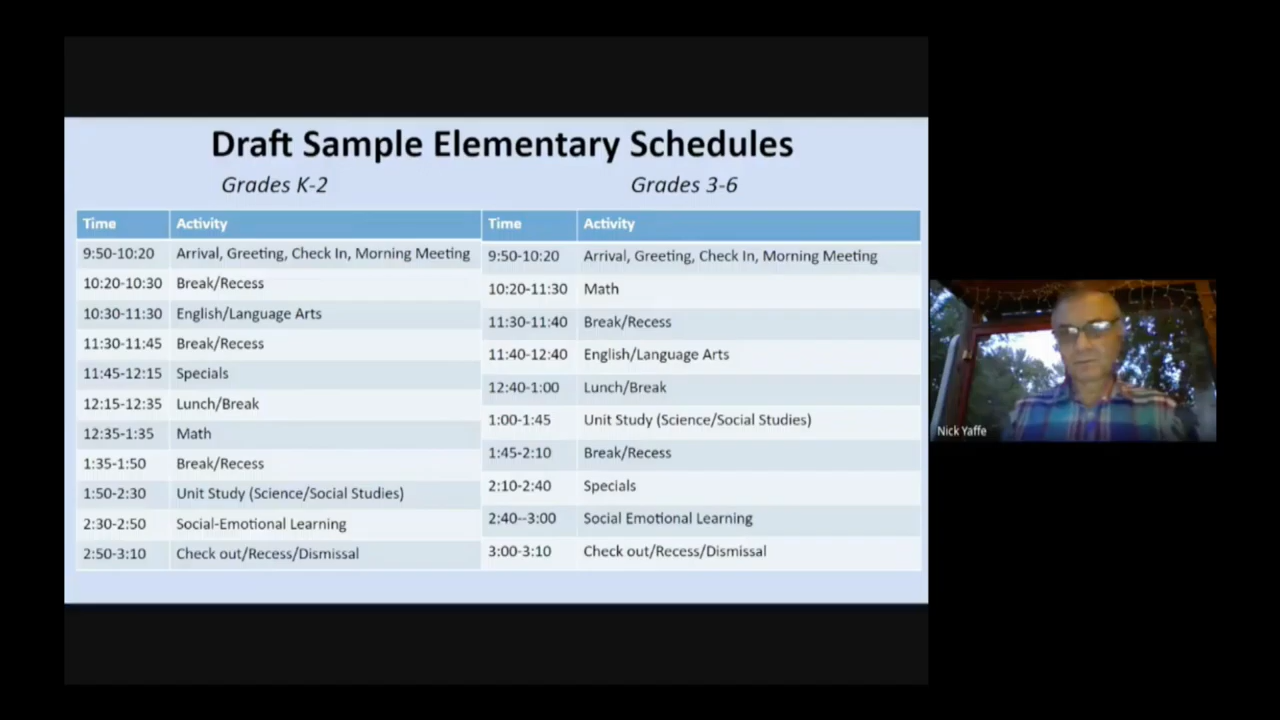 Draft Sample Elementary Schedules
Grades K-2
Grades 3-6
Time Activity
9:50-10:20 Arrival, Greeting, Check In, Morning Meeting
10:20-10:30 Break/Recess
10:30-11:30 English/Language Arts
11:30-11:45 Break/Recess
11:45-12:15 Specials
12:15-12:35 Lunch/Break
12:35-1:35 Math
1:35-1:50 Break/Recess
1:50-2:30 Unit Study (Science/Social Studies)
2:30-2:50 Social-Emotional Learning
2:50-3:10 Check out/Recess/Dismissal
Time Activity
9:50-10:20 Arrival, Greeting, Check In, Morning Meeting
10:20-11:30 Math
11:30-11:40 Break/Recess
11:40-12:40 English/Language Arts
12:40-1:00 Lunch/Break
1:00-1:45 Unit Study (Science/Social Studies)
1:45-2:10 Break/Recess
2:10-2:40 Specials
2:40--3:00 Social Emotional Learning
3:00-3:10 Check out/Recess/Dismissal
Nick Yaffe